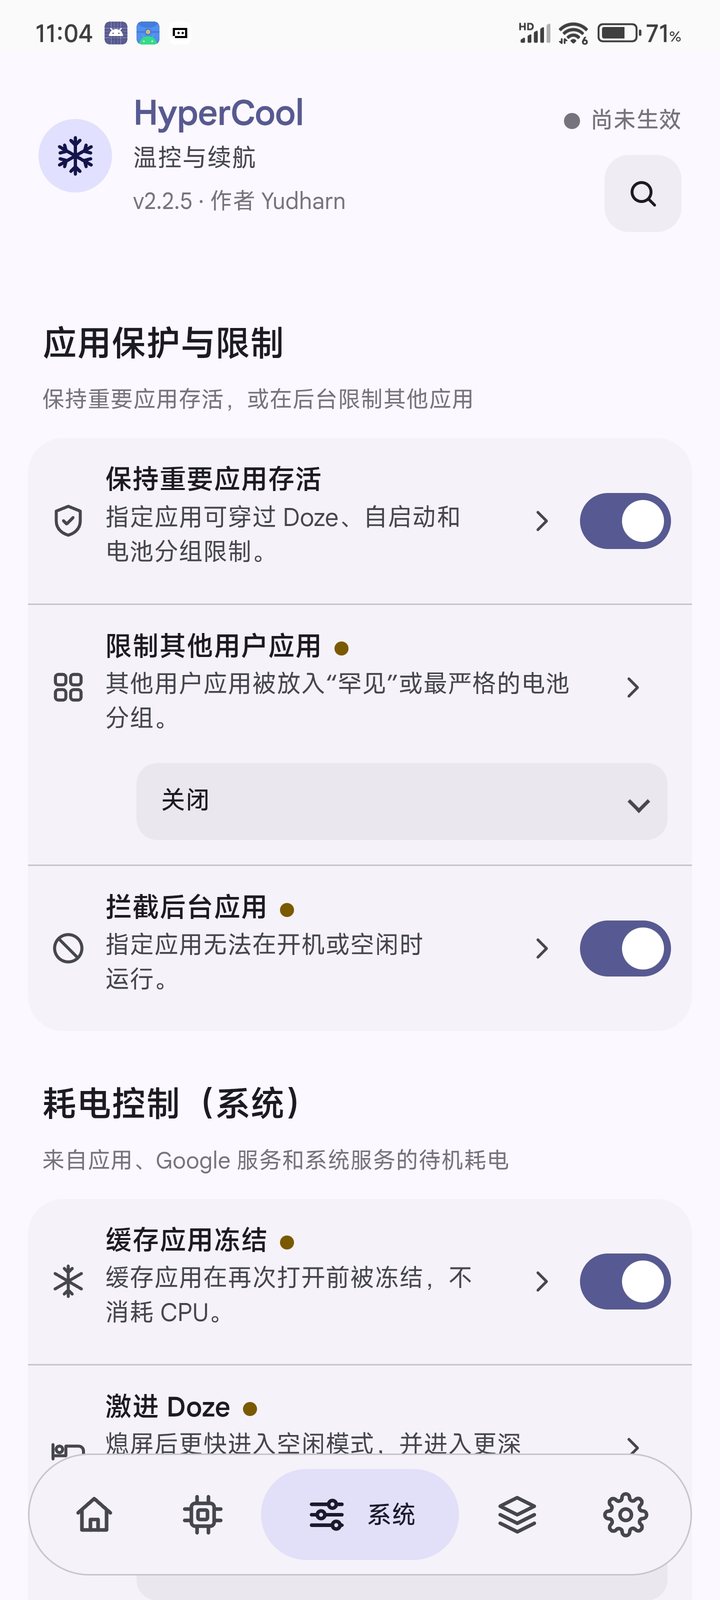 11:04
HD
6
71%
HyperCool
尚未生效
温控与续航
v2.2.5 · 作者 Yudharn
应用保护与限制
保持重要应用存活，或在后台限制其他应用
保持重要应用存活
指定应用可穿过 Doze、自启动和
电池分组限制。
限制其他用户应用
其他用户应用被放入“罕见”或最严格的电池
分组。
关闭
拦截后台应用
指定应用无法在开机或空闲时
运行。
耗电控制（系统）
来自应用、Google 服务和系统服务的待机耗电
缓存应用冻结
缓存应用在再次打开前被冻结，不
消耗 CPU。
激进 Doze
熄屏后更快进入空闲模式，并进入更深
系统